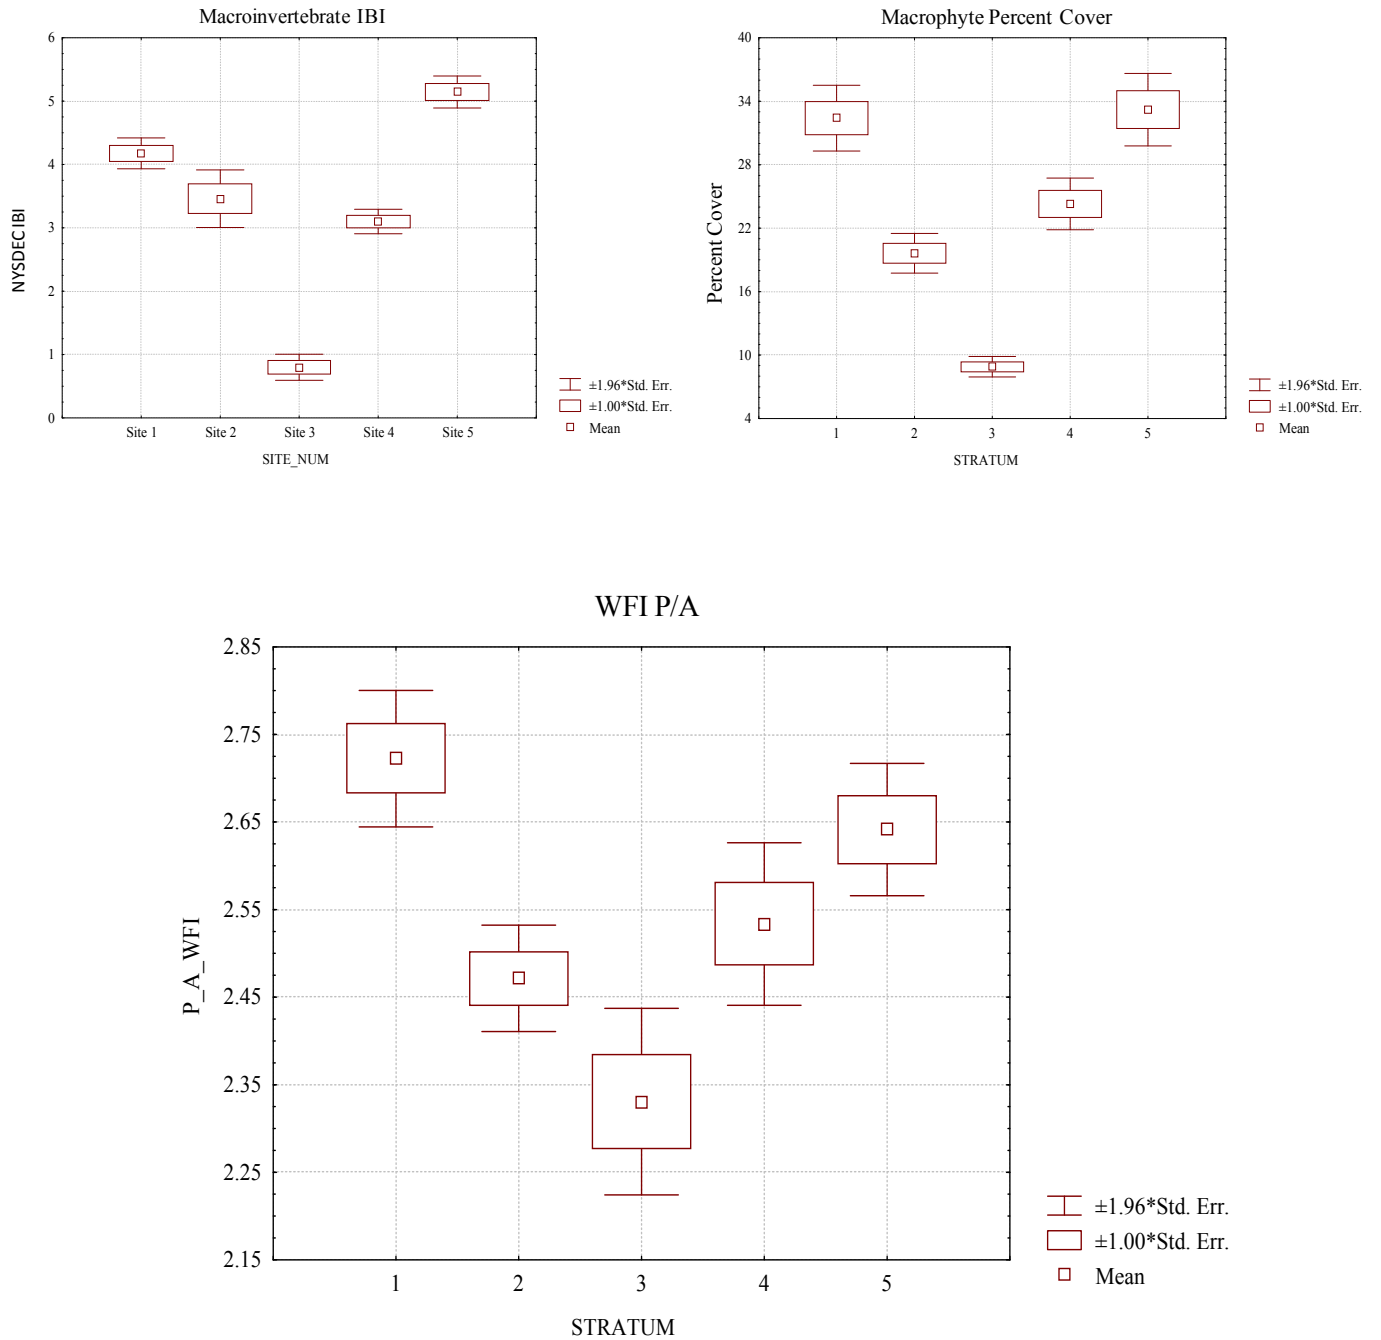 Macroinvertebrate IBI
6
5
4
3
2
1
0
NYSDEC IBI
Site 1 Site 2 Site 3 Site 4 Site 5
SITE_NUM
±1.96*Std. Err.
±1.00*Std. Err.
Mean
Macrophyte Percent Cover
40
34
28
22
16
10
4
Percent Cover
1 2 3 4 5
STRATUM
±1.96*Std. Err.
±1.00*Std. Err.
Mean
WFI P/A
2.85
2.75
2.65
2.55
2.45
2.35
2.25
2.15
P_A_WFI
1 2 3 4 5
STRATUM
±1.96*Std. Err.
±1.00*Std. Err.
Mean